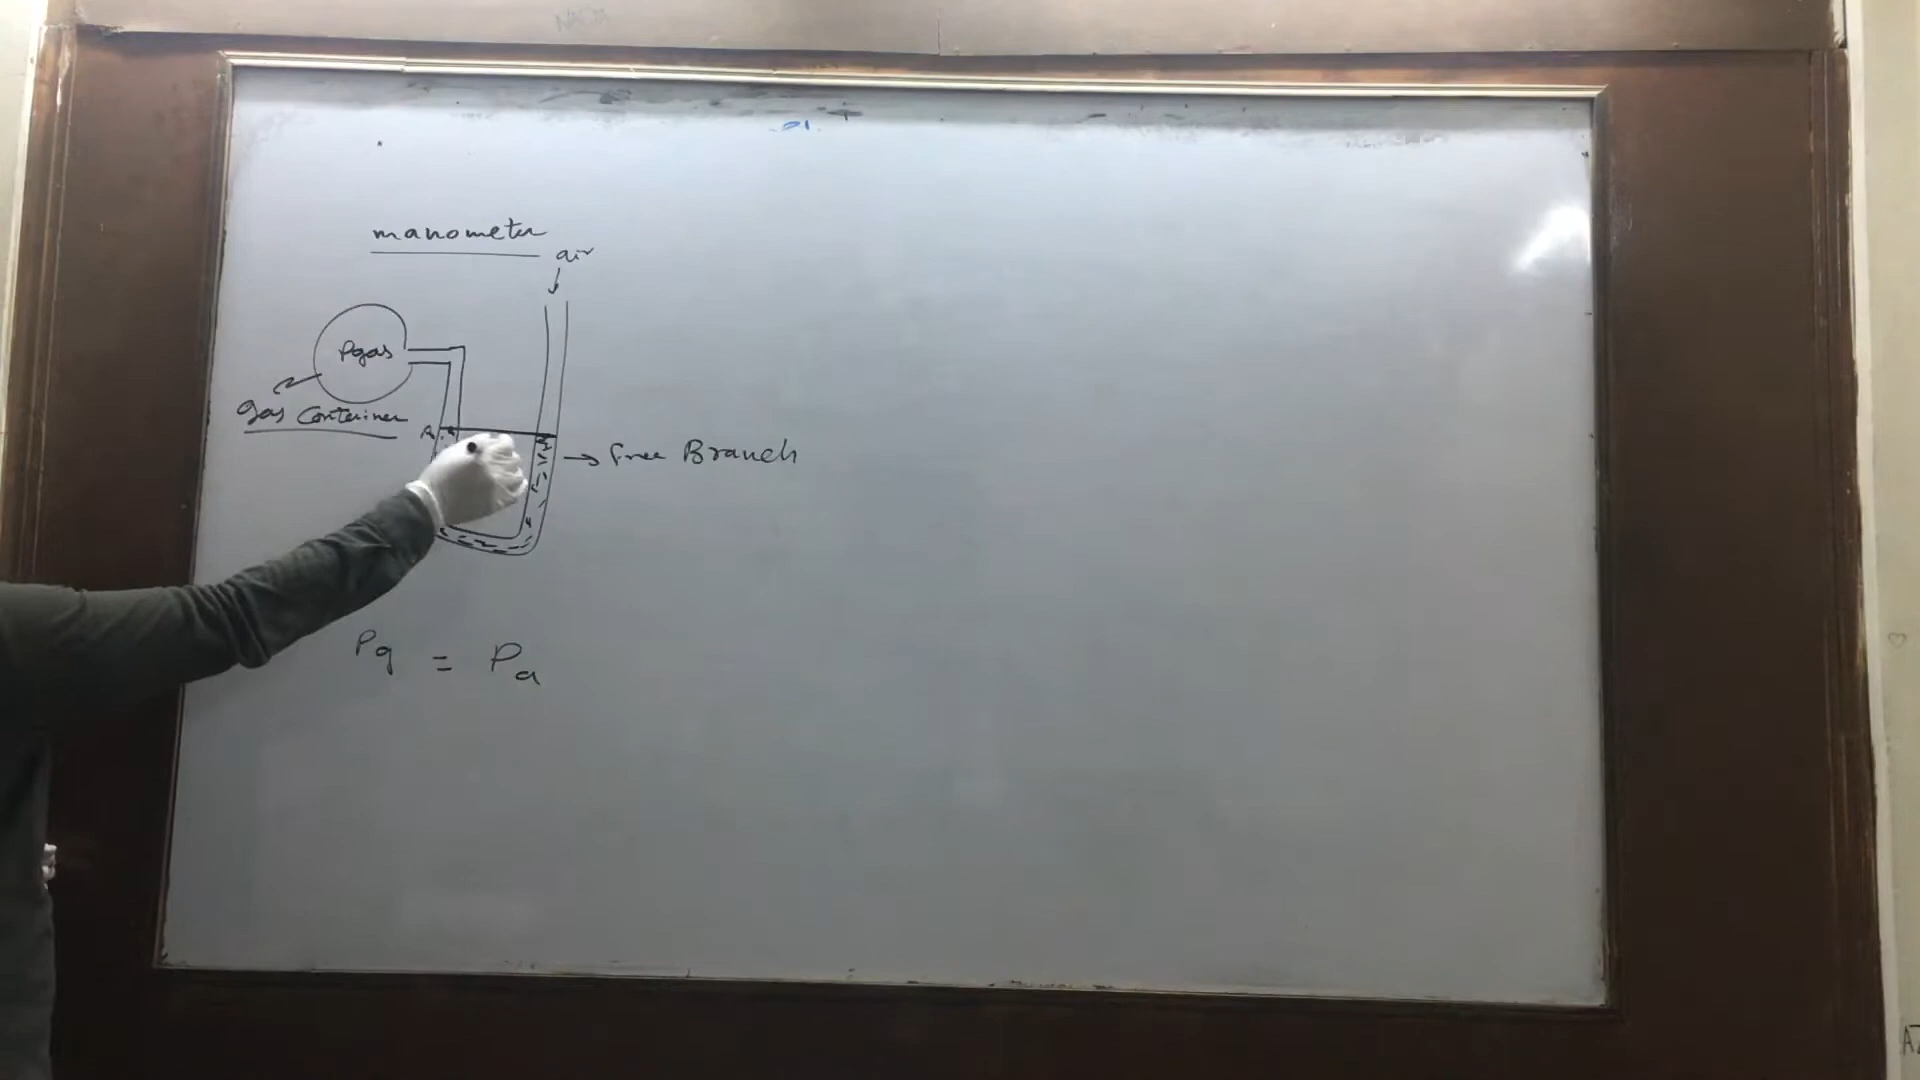 manometer
air
Pgas
gas Container
→ free Branch
Pg = Pa